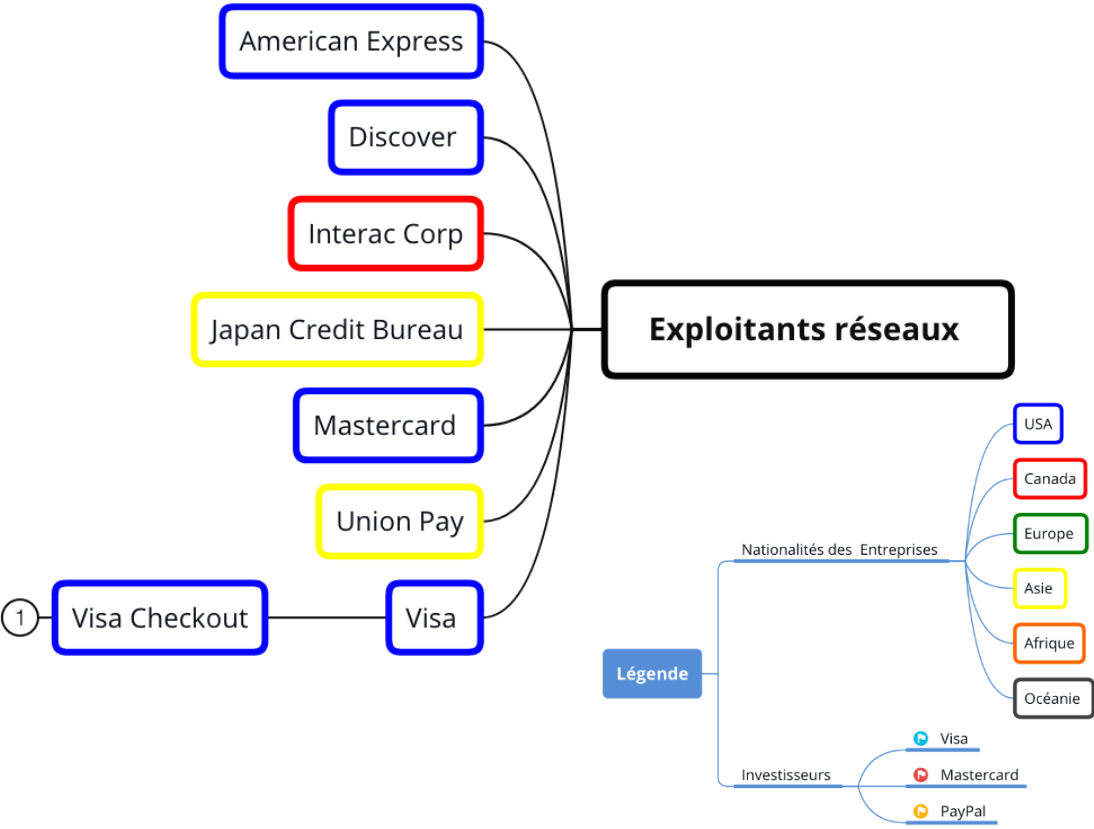 American Express
Discover
Interac Corp
Japan Credit Bureau
Mastercard
Union Pay
1
Visa Checkout
Visa
Exploitants réseaux
Légende
Nationalités des Entreprises
USA
Canada
Europe
Asie
Afrique
Océanie
Investisseurs
Visa
Mastercard
PayPal